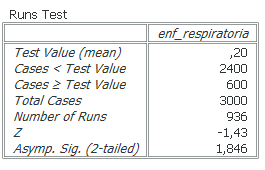 Runs Test
enf_respiratoria
Test Value (mean) ,20
Cases < Test Value 2400
Cases ≥ Test Value 600
Total Cases 3000
Number of Runs 936
Z -1,43
Asymp. Sig. (2-tailed) 1,846